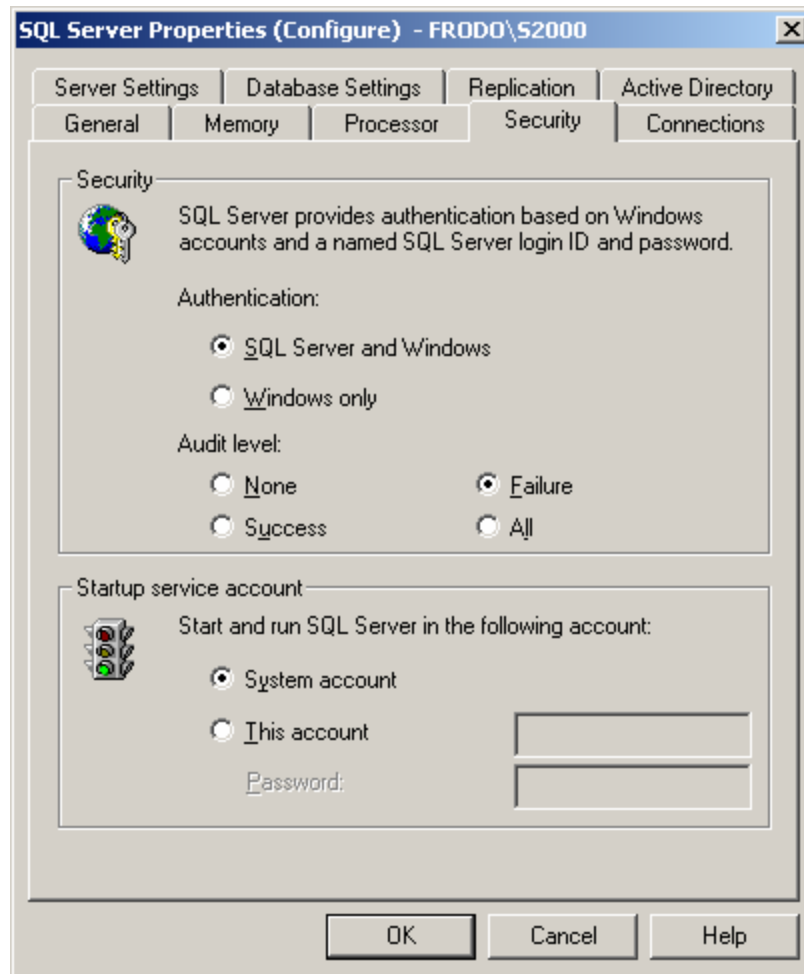 SQL Server Properties (Configure) - FRODO\S2000
Server Settings Database Settings Replication Active Directory
General Memory Processor Security Connections
Security
SQL Server provides authentication based on Windows
accounts and a named SQL Server login ID and password.
Authentication:
SQL Server and Windows
Windows only
Audit level:
None Failure
Success All
Startup service account
Start and run SQL Server in the following account:
System account
This account
Password:
OK Cancel Help